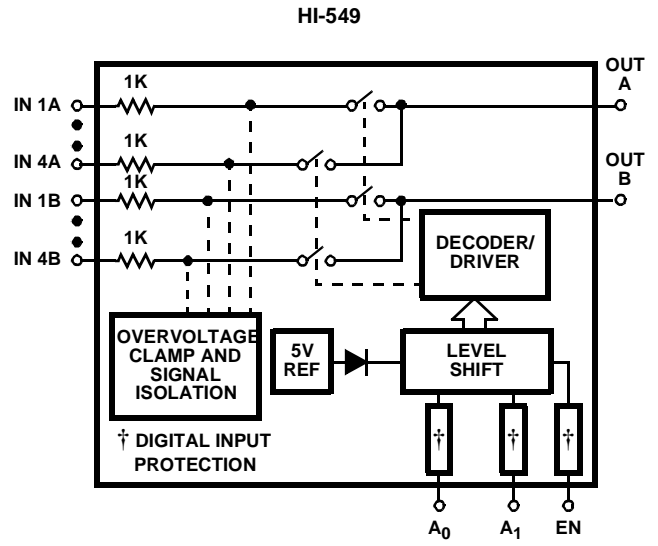 HI-549
OUT
A
1K
IN 1A
1K
IN 4A
OUT
B
1K
IN 1B
1K
IN 4B
DECODER/
DRIVER
OVERVOLTAGE
CLAMP AND
SIGNAL
ISOLATION
5V
REF
LEVEL
SHIFT
† DIGITAL INPUT
PROTECTION
† † †
A0 A1 EN